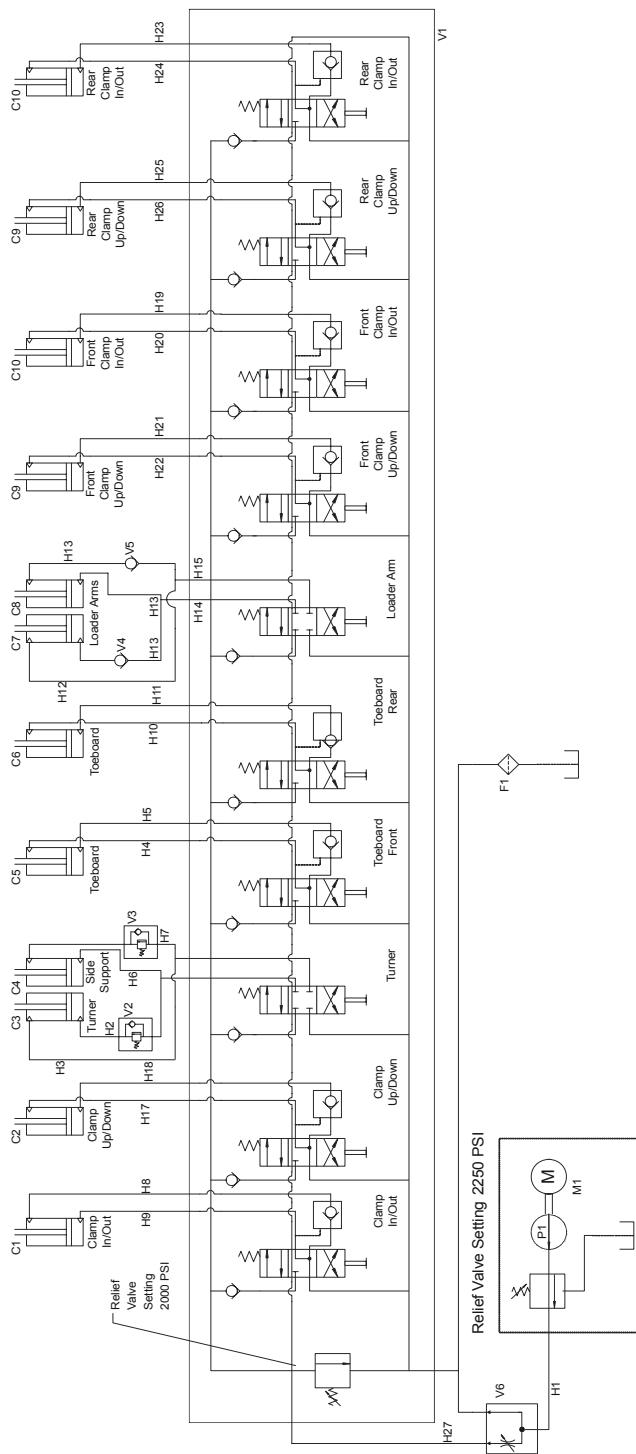 C10
Rear
Clamp
In/Out
H23
H24
Rear
Clamp
In/Out
V1
C9
Rear
Clamp
Up/Down
H25
H26
Rear
Clamp
Up/Down
C10
Front
Clamp
In/Out
H19
H20
Front
Clamp
In/Out
C9
Front
Clamp
Up/Down
H21
H22
Front
Clamp
Up/Down
C8
C7
Loader Arms
H13
V5
H13
V4
H13
H12
H15
H14
Loader Arm
C6
Toeboard
H11
H10
Toeboard
Rear
C5
Toeboard
H5
H4
Toeboard
Front
C4
C3
Side
Support
Turner
V3
H7
H6
V2
H2
H3
H18
Turner
C2
Clamp
Up/Down
H17
Clamp
Up/Down
C1
Clamp
In/Out
H8
H9
Clamp
In/Out
Relief
Valve
Setting
2000 PSI
F1
Relief Valve Setting 2250 PSI
M
M1
P1
V6
H1
H27